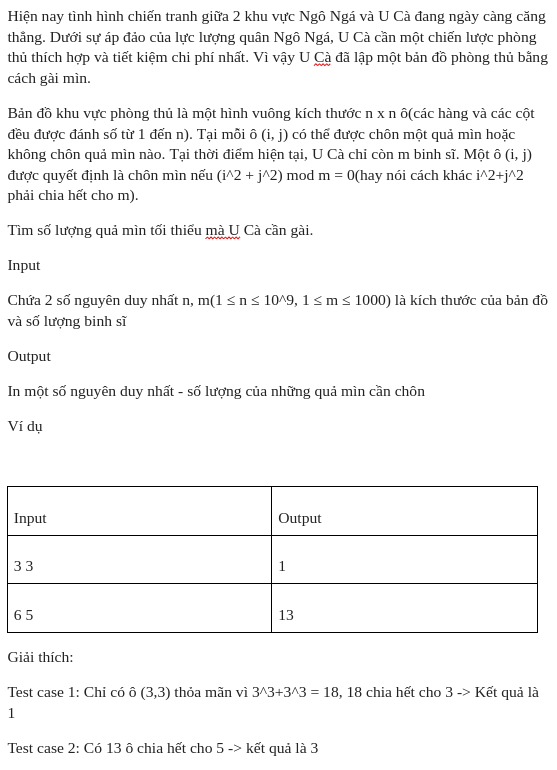 Hiện nay tình hình chiến tranh giữa 2 khu vực Ngô Ngá và U Cà đang ngày càng căng
thẳng. Dưới sự áp đảo của lực lượng quân Ngô Ngá, U Cà cần một chiến lược phòng
thủ thích hợp và tiết kiệm chi phí nhất. Vì vậy U Cà đã lập một bản đồ phòng thủ bằng
cách gài mìn.
Bản đồ khu vực phòng thủ là một hình vuông kích thước n x n ô(các hàng và các cột
đều được đánh số từ 1 đến n). Tại mỗi ô (i, j) có thể được chôn một quả mìn hoặc
không chôn quả mìn nào. Tại thời điểm hiện tại, U Cà chỉ còn m binh sĩ. Một ô (i, j)
được quyết định là chôn mìn nếu (i^2 + j^2) mod m = 0(hay nói cách khác i^2+j^2
phải chia hết cho m).
Tìm số lượng quả mìn tối thiểu mà U Cà cần gài.
Input
Chứa 2 số nguyên duy nhất n, m(1 ≤ n ≤ 10^9, 1 ≤ m ≤ 1000) là kích thước của bản đồ
và số lượng binh sĩ
Output
In một số nguyên duy nhất - số lượng của những quả mìn cần chôn
Ví dụ
Input Output
3 3 1
6 5 13
Giải thích:
Test case 1: Chỉ có ô (3,3) thỏa mãn vì 3^3+3^3 = 18, 18 chia hết cho 3 -> Kết quả là
1
Test case 2: Có 13 ô chia hết cho 5 -> kết quả là 3